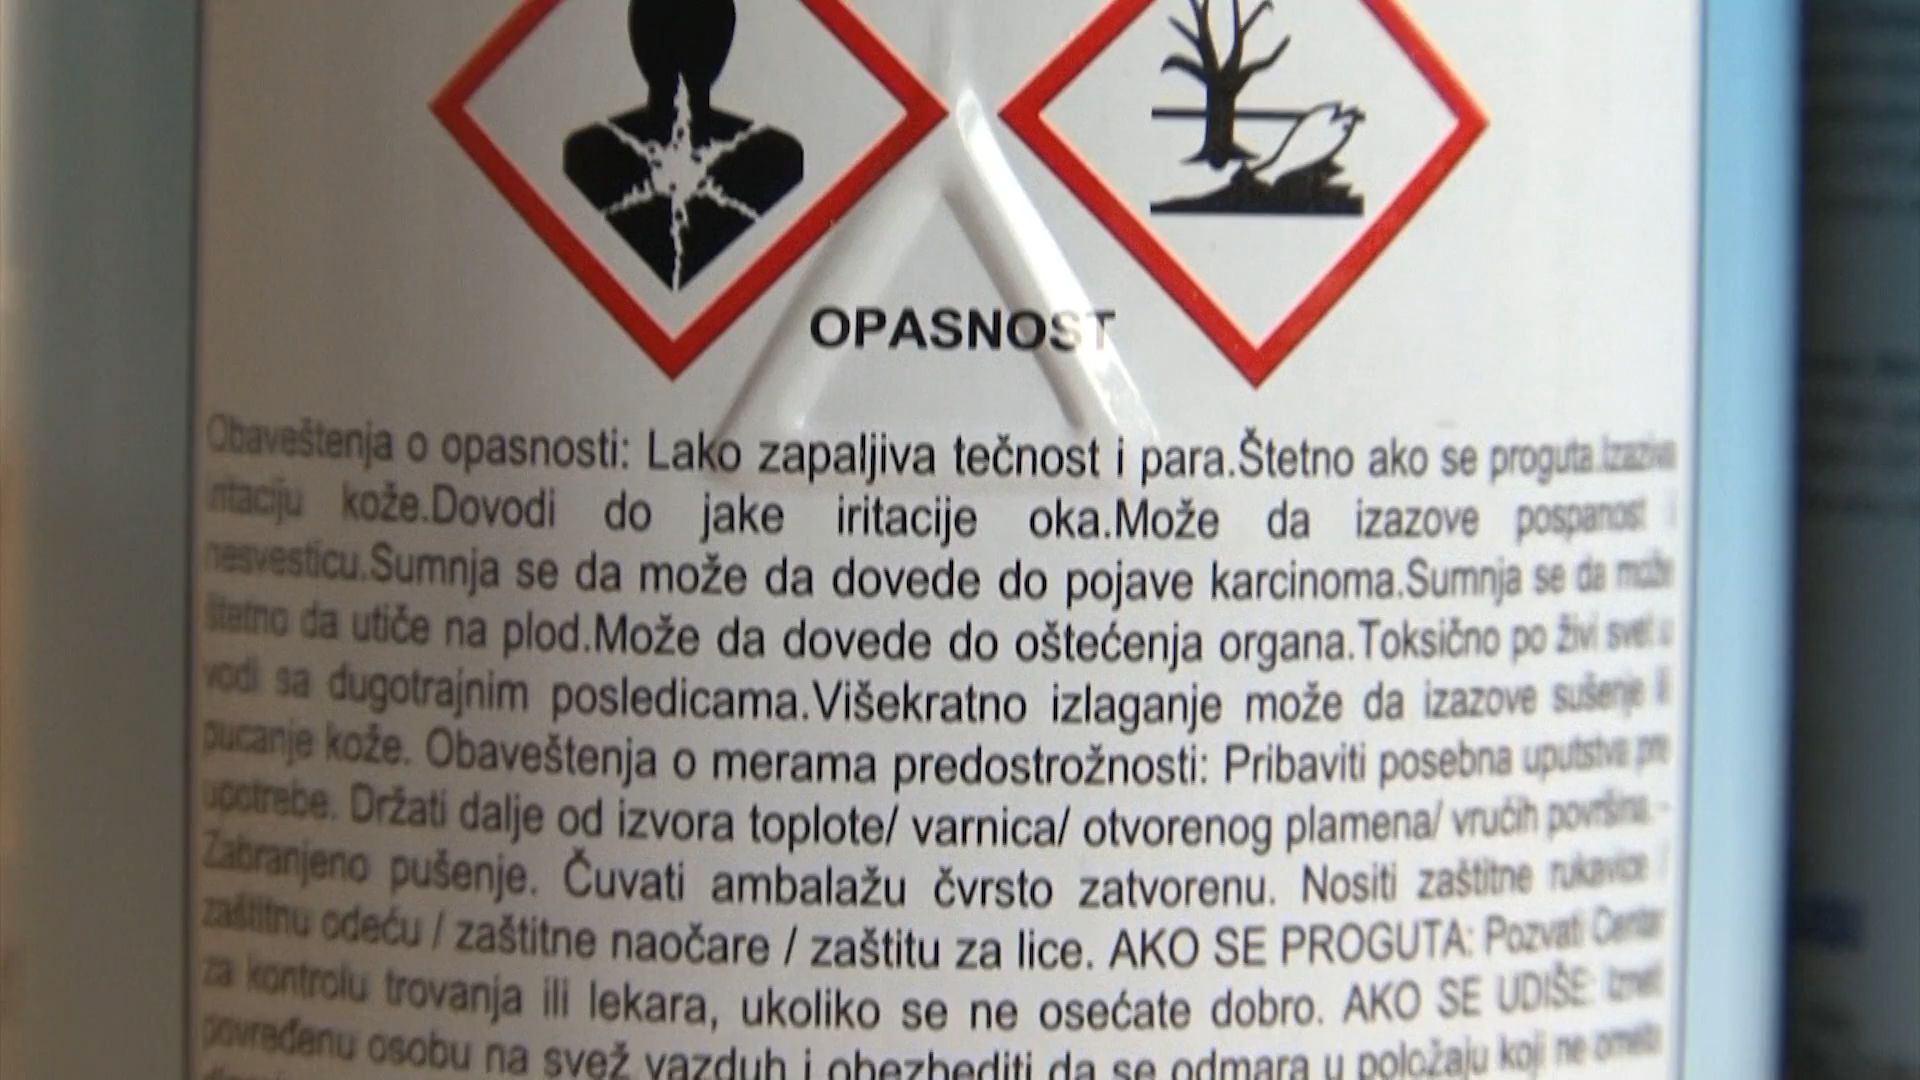 OPASNOST
Obaveštenja o opasnosti: Lako zapaljiva tečnost i para.Štetno ako se proguta.Izaziva
iritaciju kože.Dovodi do jake iritacije oka.Može da izazove pospanost i
nesvesticu.Sumnja se da može da dovede do pojave karcinoma.Sumnja se da može
štetno da utiče na plod.Može da dovede do oštećenja organa.Toksično po živi svet u
vodi sa dugotrajnim posledicama.Višekratno izlaganje može da izazove sušenje ili
pucanje kože. Obaveštenja o merama predostrožnosti: Pribaviti posebna uputstva pre
upotrebe. Držati dalje od izvora toplote/ varnica/ otvorenog plamena/ vrućih površina. -
Zabranjeno pušenje. Čuvati ambalažu čvrsto zatvorenu. Nositi zaštitne rukavice /
zaštitnu odeću / zaštitne naočare / zaštitu za lice. AKO SE PROGUTA: Pozvati Centar
za kontrolu trovanja ili lekara, ukoliko se ne osećate dobro. AKO SE UDIŠE: Izneti
povređenu osobu na svež vazduh i obezbediti da se odmara u položaju koji ne ometa